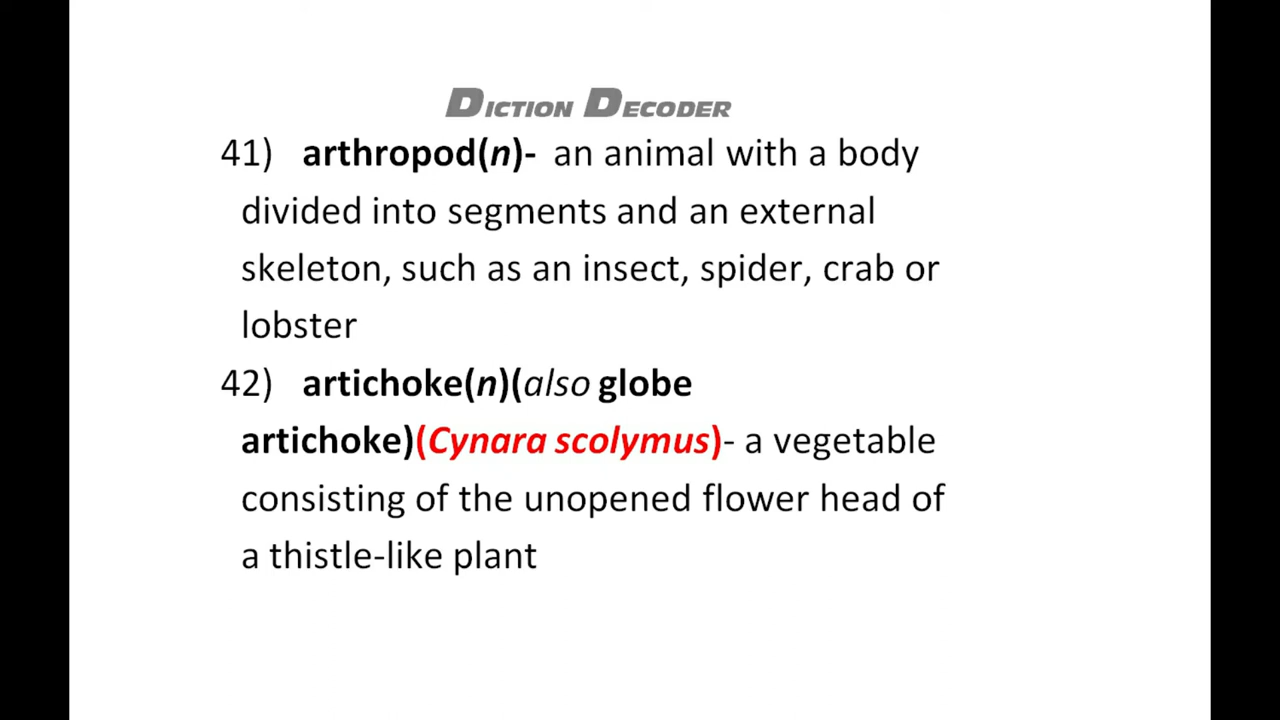 Diction Decoder
41) arthropod(n)- an animal with a body
divided into segments and an external
skeleton, such as an insect, spider, crab or
lobster
42) artichoke(n)(also globe
artichoke)(Cynara scolymus)- a vegetable
consisting of the unopened flower head of
a thistle-like plant